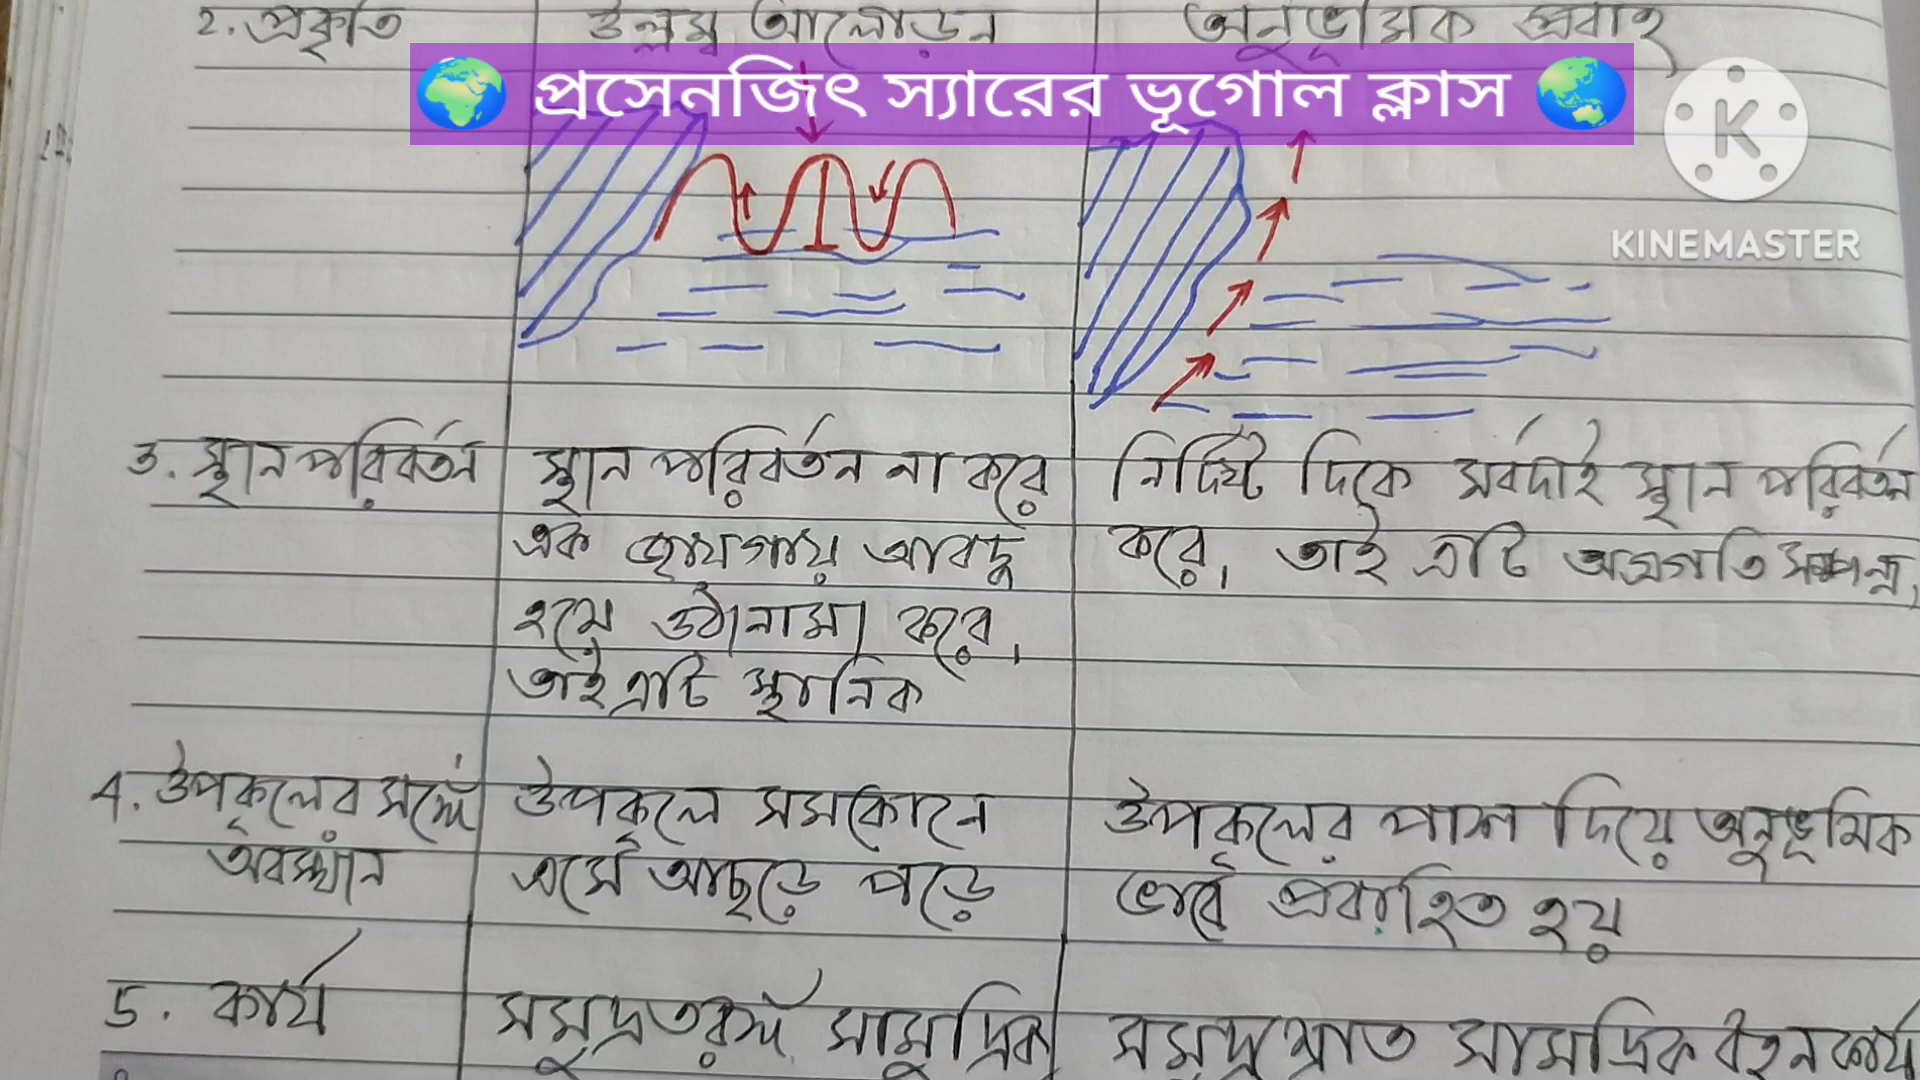 2. প্রকৃতি উল্লম্ব আলোড়ন অনুভূমিক প্রবাহ
🌍 প্রসেনজিৎ স্যারের ভূগোল ক্লাস 🌏
KINEMASTER
3. স্থান পরিবর্তন স্থান পরিবর্তন না করে নির্দিষ্ট দিকে সর্বদাই স্থান পরিবর্তন
এক জায়গায় আবদ্ধ করে, তাই এটি অগ্রগতি সম্পন্ন,
হয়ে ওঠানামা করে,
তাই এটি স্থানিক
4. উপকূলের সঙ্গে উপকূলে সমকোনে উপকূলের পাশ দিয়ে অনুভূমিক
অবস্থান এসে আছড়ে পড়ে ভাবে প্রবাহিত হয়
5. কার্য সমুদ্রতরঙ্গ সামুদ্রিক সমুদ্রস্রোত সামুদ্রিক বহনকার্য